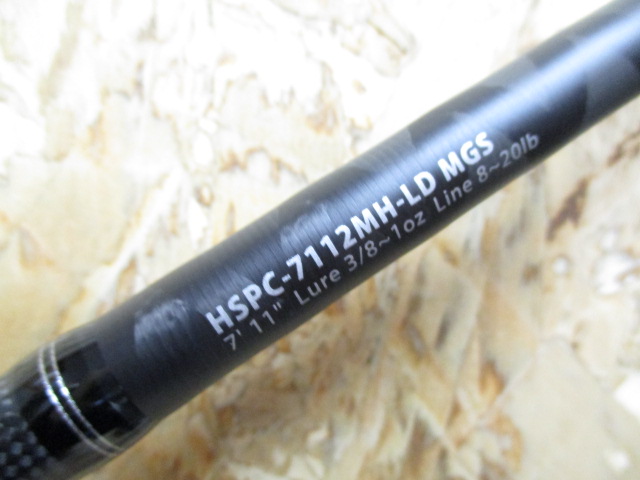 HSPC-7112MH-LD MGS
7' 11" Lure 3/8~1oz Line 8~20lb